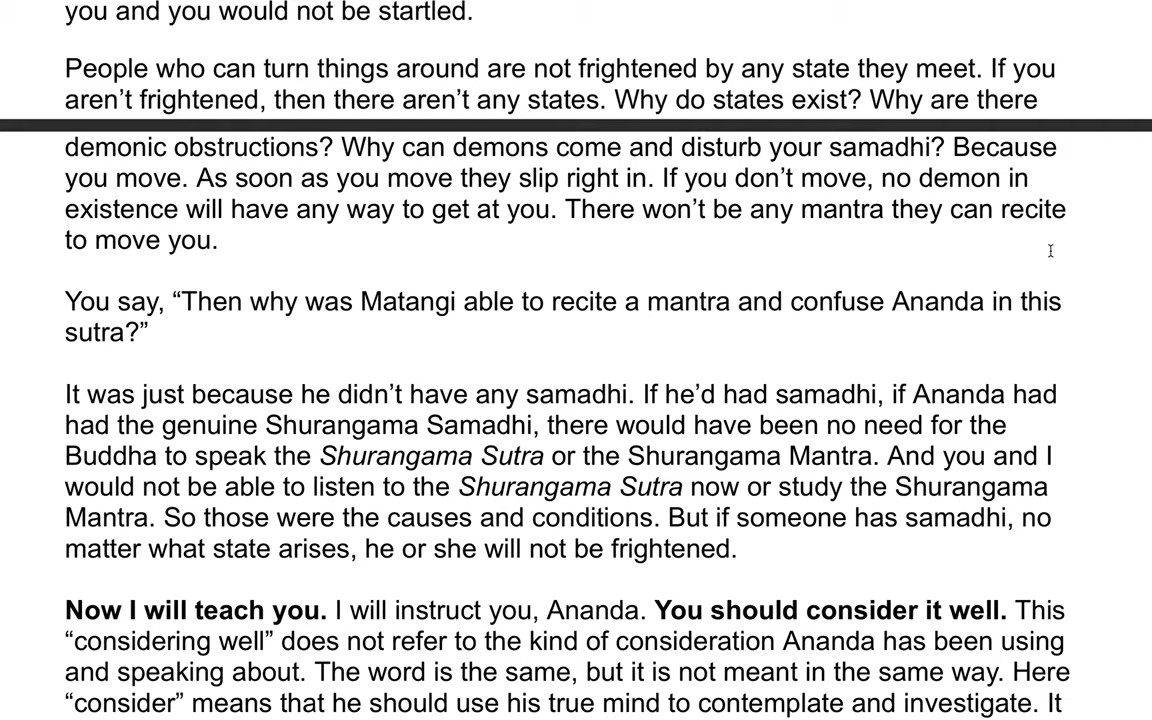 you and you would not be startled.
People who can turn things around are not frightened by any state they meet. If you
aren’t frightened, then there aren’t any states. Why do states exist? Why are there
demonic obstructions? Why can demons come and disturb your samadhi? Because
you move. As soon as you move they slip right in. If you don’t move, no demon in
existence will have any way to get at you. There won’t be any mantra they can recite
to move you.
You say, “Then why was Matangi able to recite a mantra and confuse Ananda in this
sutra?”
It was just because he didn’t have any samadhi. If he’d had samadhi, if Ananda had
had the genuine Shurangama Samadhi, there would have been no need for the
Buddha to speak the Shurangama Sutra or the Shurangama Mantra. And you and I
would not be able to listen to the Shurangama Sutra now or study the Shurangama
Mantra. So those were the causes and conditions. But if someone has samadhi, no
matter what state arises, he or she will not be frightened.
Now I will teach you. I will instruct you, Ananda. You should consider it well. This
“considering well” does not refer to the kind of consideration Ananda has been using
and speaking about. The word is the same, but it is not meant in the same way. Here
“consider” means that he should use his true mind to contemplate and investigate. It